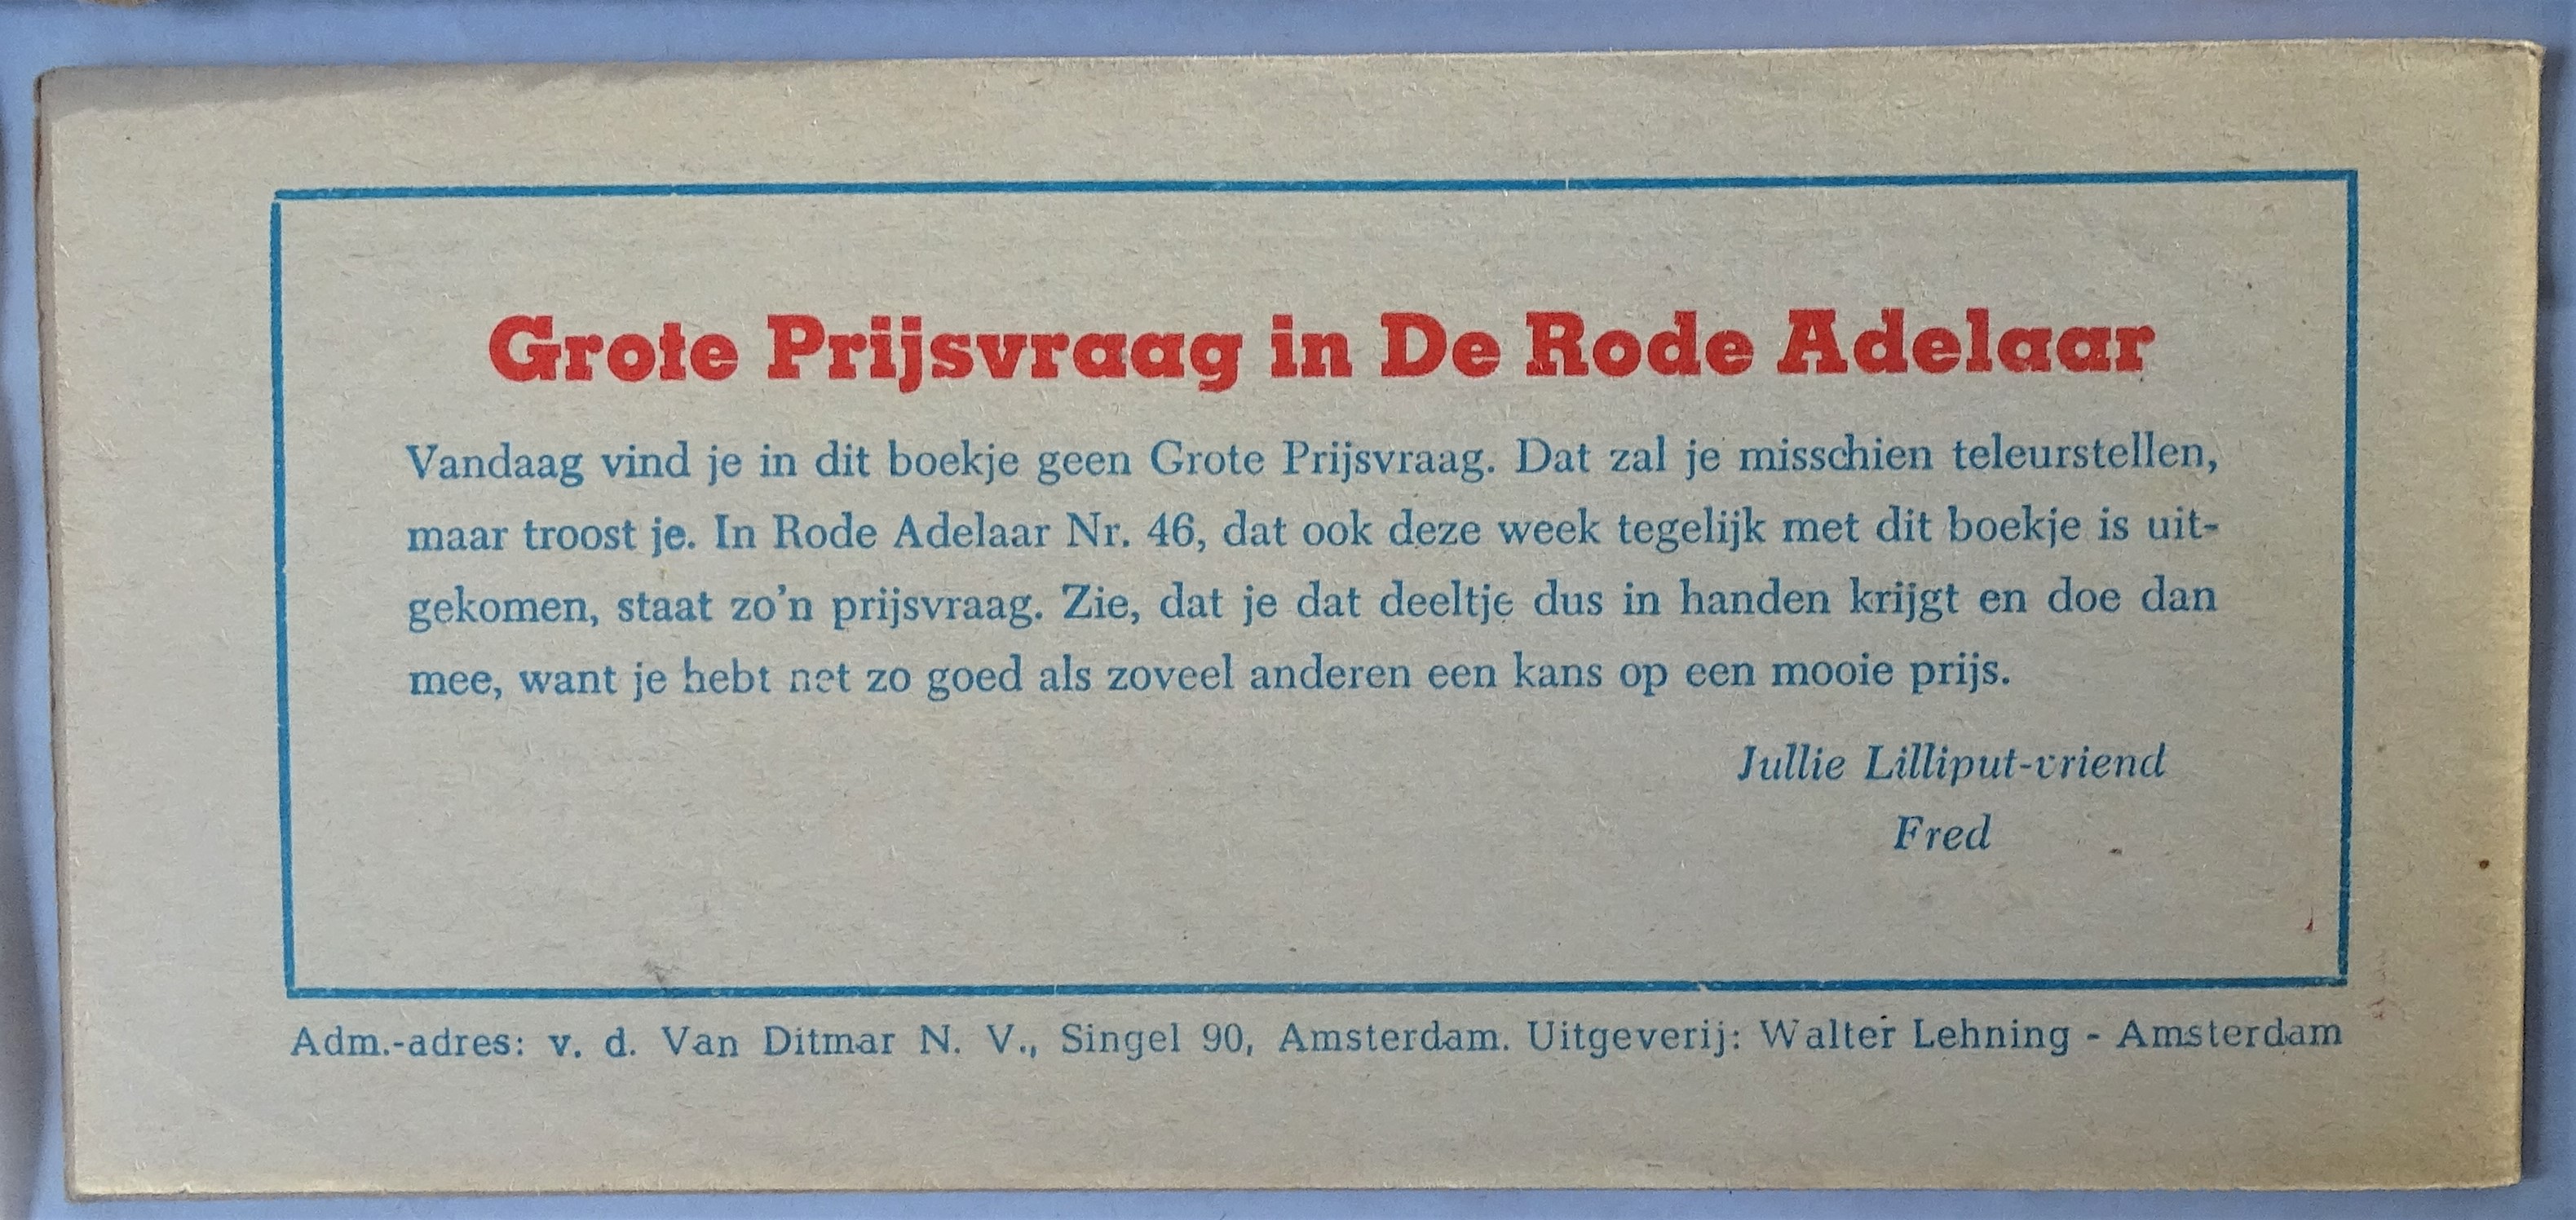 Grote Prijsvraag in De Rode Adelaar
Vandaag vind je in dit boekje geen Grote Prijsvraag. Dat zal je misschien teleurstellen,
maar troost je. In Rode Adelaar Nr. 46, dat ook deze week tegelijk met dit boekje is uit-
gekomen, staat zo'n prijsvraag. Zie, dat je dat deeltje dus in handen krijgt en doe dan
mee, want je hebt net zo goed als zoveel anderen een kans op een mooie prijs.
Jullie Lilliput-vriend
Fred
Adm.-adres: v. d. Van Ditmar N. V., Singel 90, Amsterdam. Uitgeverij: Walter Lehning - Amsterdam